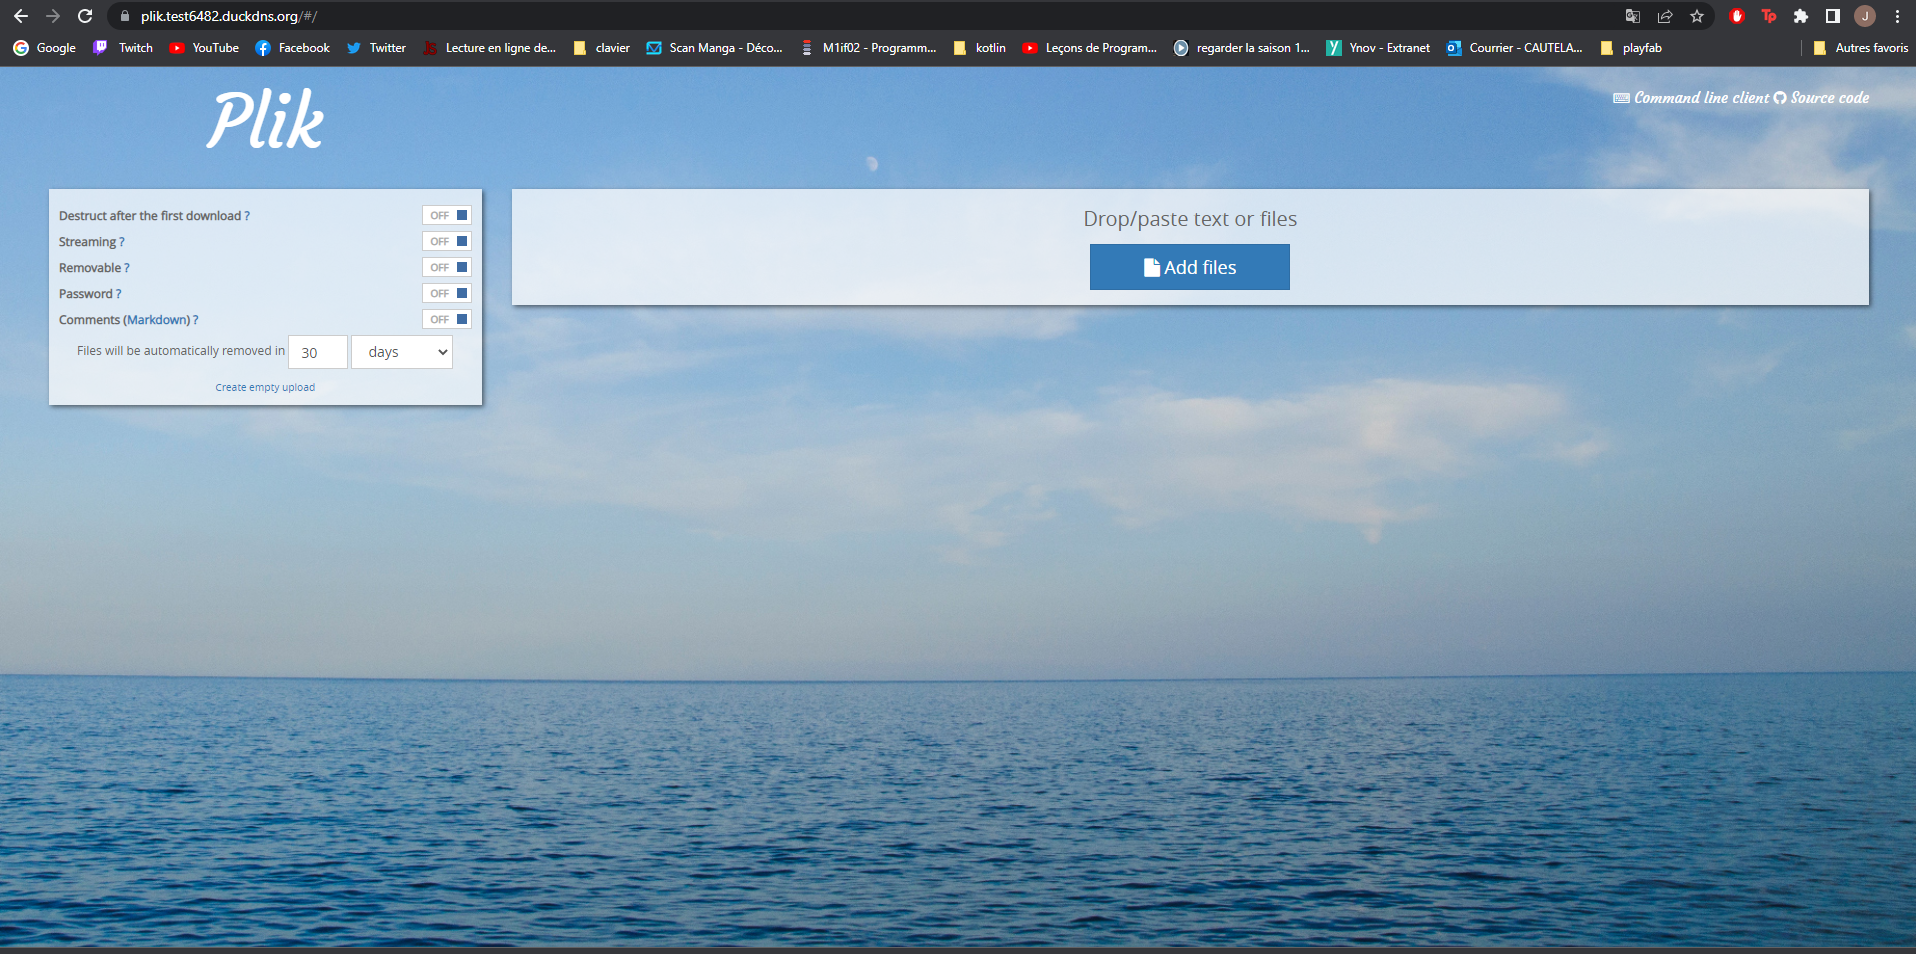 plik.test6482.duckdns.org/#/
Google Twitch YouTube Facebook Twitter JS Lecture en ligne de... clavier Scan Manga - Déco... M1if02 - Programm... kotlin Leçons de Program... regarder la saison 1... Ynov - Extranet Courrier - CAUTELA... playfab Autres favoris
Plik
Command line client Source code
Destruct after the first download ? OFF
Streaming ? OFF
Removable ? OFF
Password ? OFF
Comments (Markdown) ? OFF
Files will be automatically removed in 30 days
Create empty upload
Drop/paste text or files
Add files